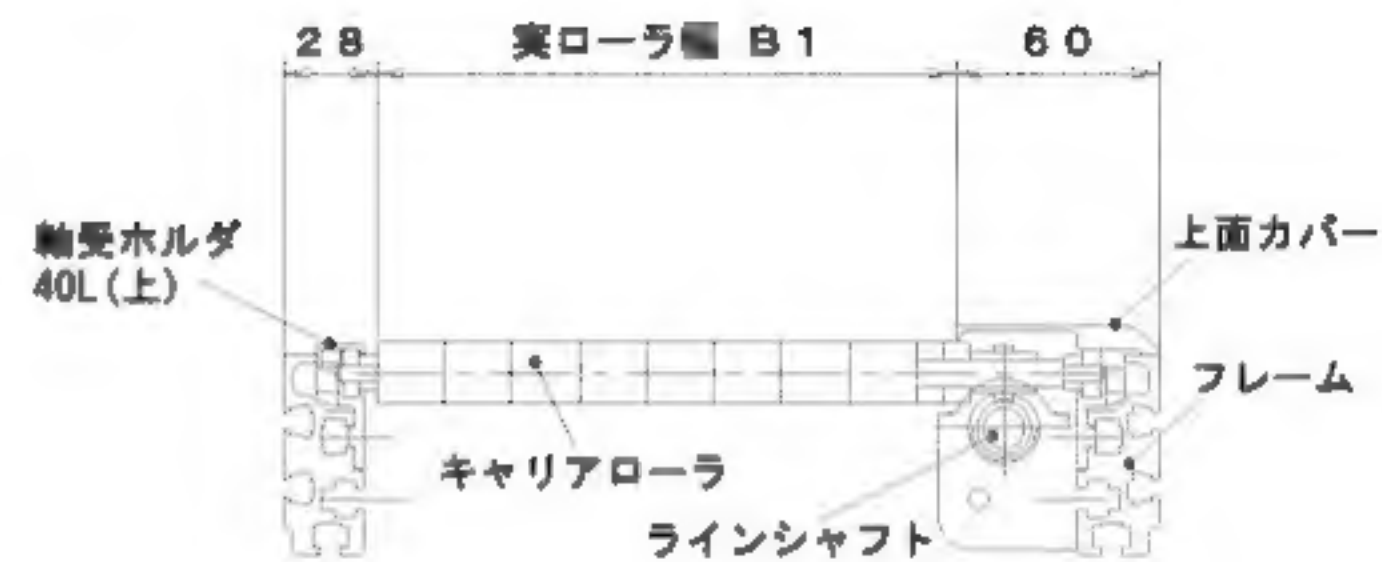 28
実ローラ幅 B1
60
軸受ホルダ
40L(上)
上面カバー
フレーム
キャリアローラ
ラインシャフト